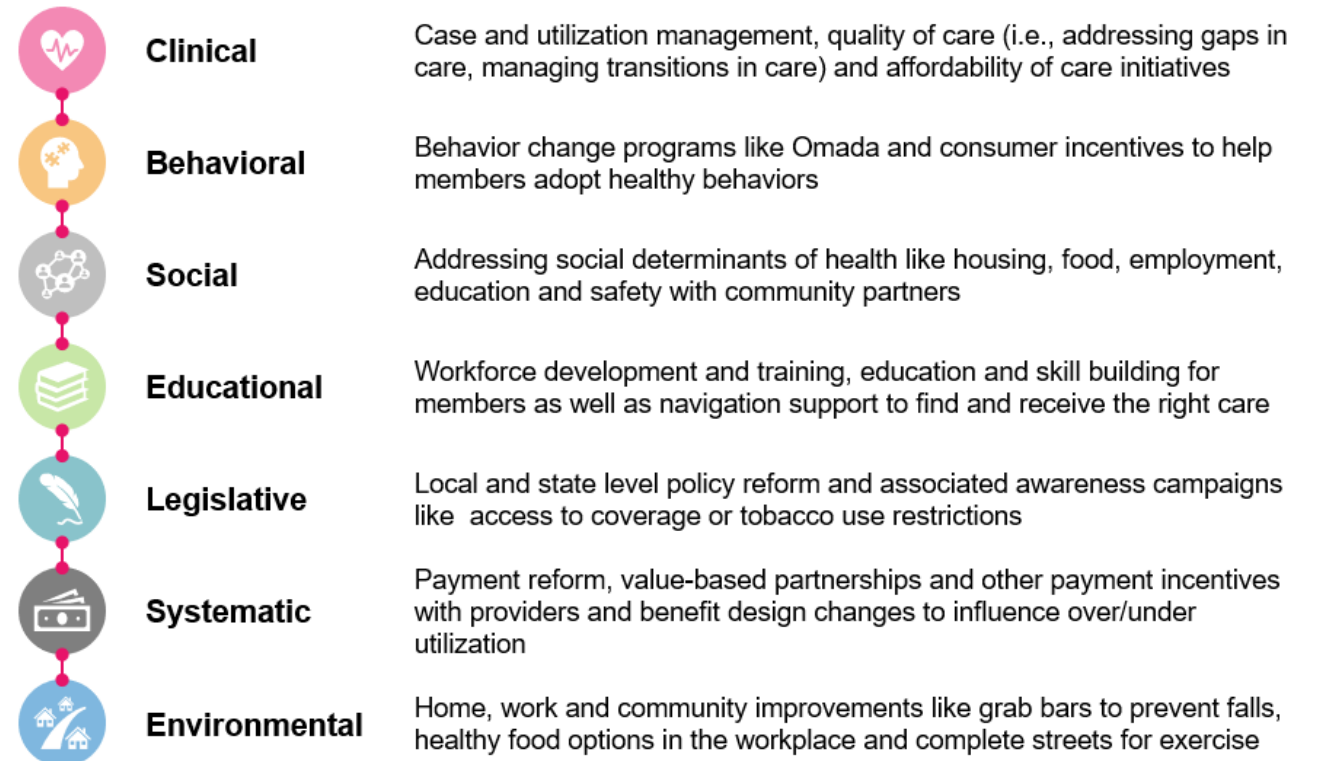 Clinical
Case and utilization management, quality of care (i.e., addressing gaps in
care, managing transitions in care) and affordability of care initiatives
Behavioral
Behavior change programs like Omada and consumer incentives to help
members adopt healthy behaviors
Social
Addressing social determinants of health like housing, food, employment,
education and safety with community partners
Educational
Workforce development and training, education and skill building for
members as well as navigation support to find and receive the right care
Legislative
Local and state level policy reform and associated awareness campaigns
like  access to coverage or tobacco use restrictions
Systematic
Payment reform, value-based partnerships and other payment incentives
with providers and benefit design changes to influence over/under
utilization
Environmental
Home, work and community improvements like grab bars to prevent falls,
healthy food options in the workplace and complete streets for exercise